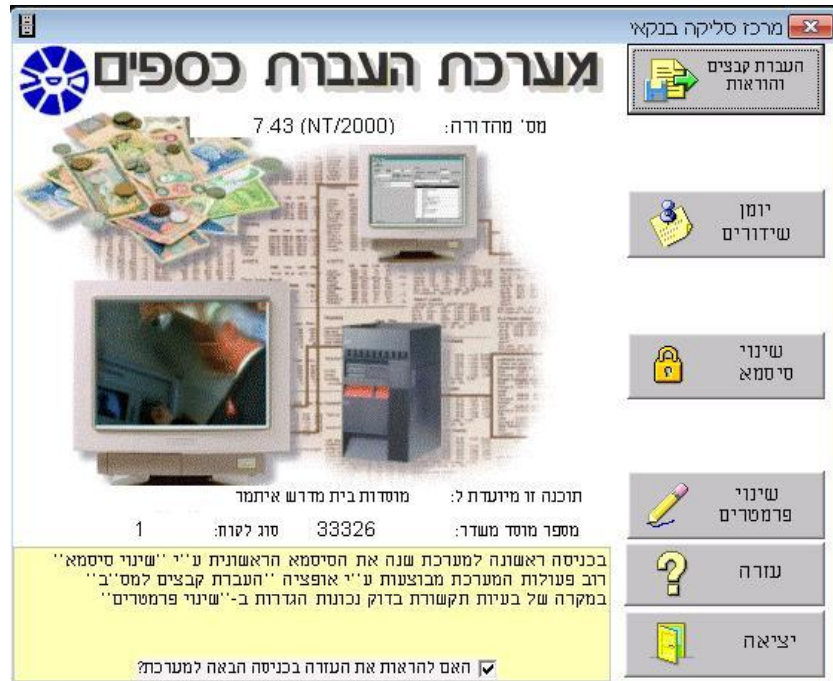 מרכז סליקה בנקאי
מערכת העברת כספים
מס' מהדורה: 7.43 (NT/2000)
העברת קבצים
והוראות
יומן
שידורים
שינוי
סיסמא
שינוי
פרמטרים
עזרה
יציאה
תוכנה זו מיועדת ל: מוסדות בית מדרש איתמר
מספר מוסד משדר: 33326 סוג לקוח: 1
בכניסה ראשונה למערכת שנה את הסיסמא הראשונית ע''י ''שינוי סיסמא''
רוב פעולות המערכת מבוצעות ע''י אופציה ''העברת קבצים למס''ב''
במקרה של בעיות תקשורת בדוק נכונות הגדרות ב-''שינוי פרמטרים''
האם להראות את העזרה בכניסה הבאה למערכת?